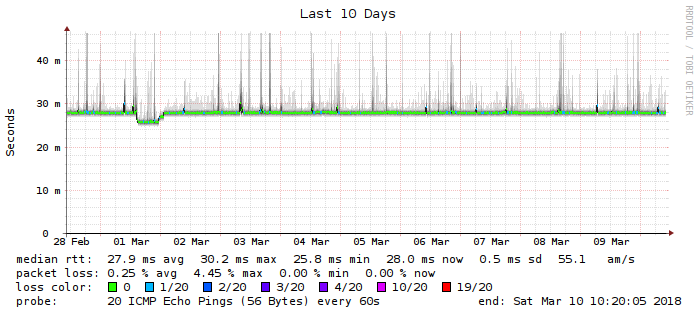 Last 10 Days
RRDTOOL / TOBI OETIKER
Seconds
40 m
30 m
20 m
10 m
0
28 Feb 01 Mar 02 Mar 03 Mar 04 Mar 05 Mar 06 Mar 07 Mar 08 Mar 09 Mar
median rtt: 27.9 ms avg 30.2 ms max 25.8 ms min 28.0 ms now 0.5 ms sd 55.1 am/s
packet loss: 0.25 % avg 4.45 % max 0.00 % min 0.00 % now
loss color: 0 1/20 2/20 3/20 4/20 10/20 19/20
probe: 20 ICMP Echo Pings (56 Bytes) every 60s end: Sat Mar 10 10:20:05 2018